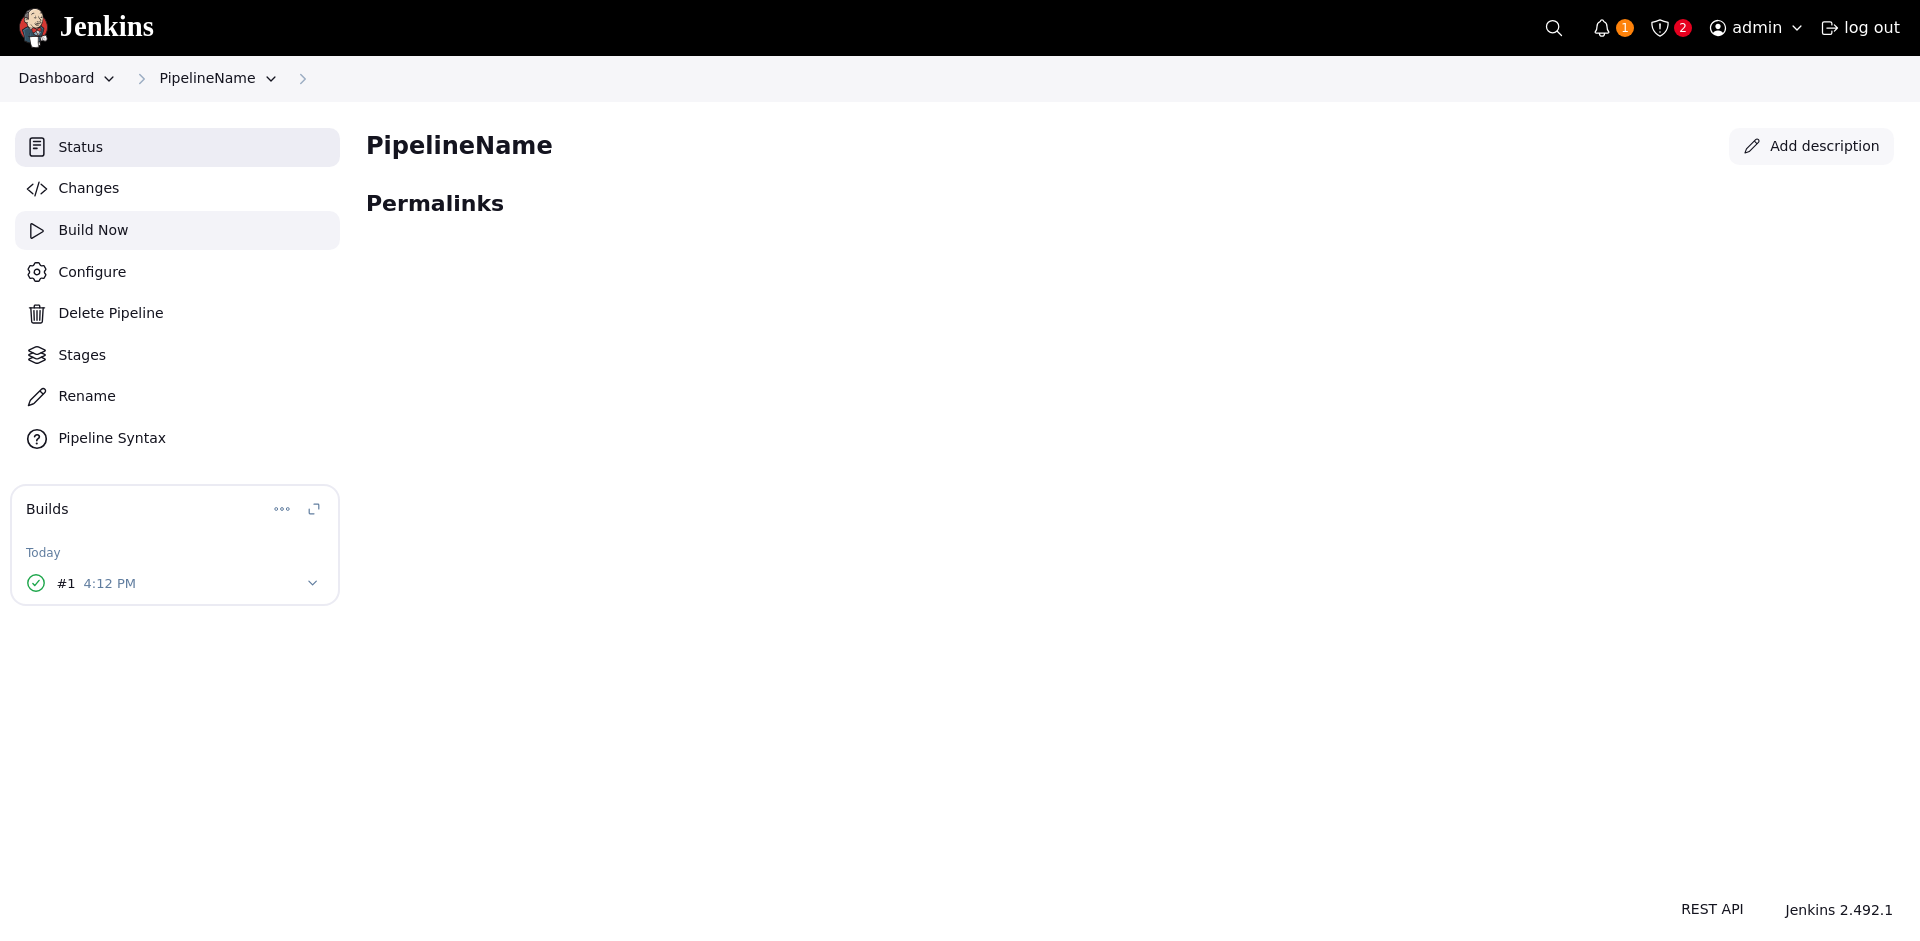 Jenkins
1
2
admin
log out
Dashboard
PipelineName
Status
Changes
Build Now
Configure
Delete Pipeline
Stages
Rename
Pipeline Syntax
Builds
Today
#1 4:12 PM
PipelineName
Add description
Permalinks
REST API
Jenkins 2.492.1